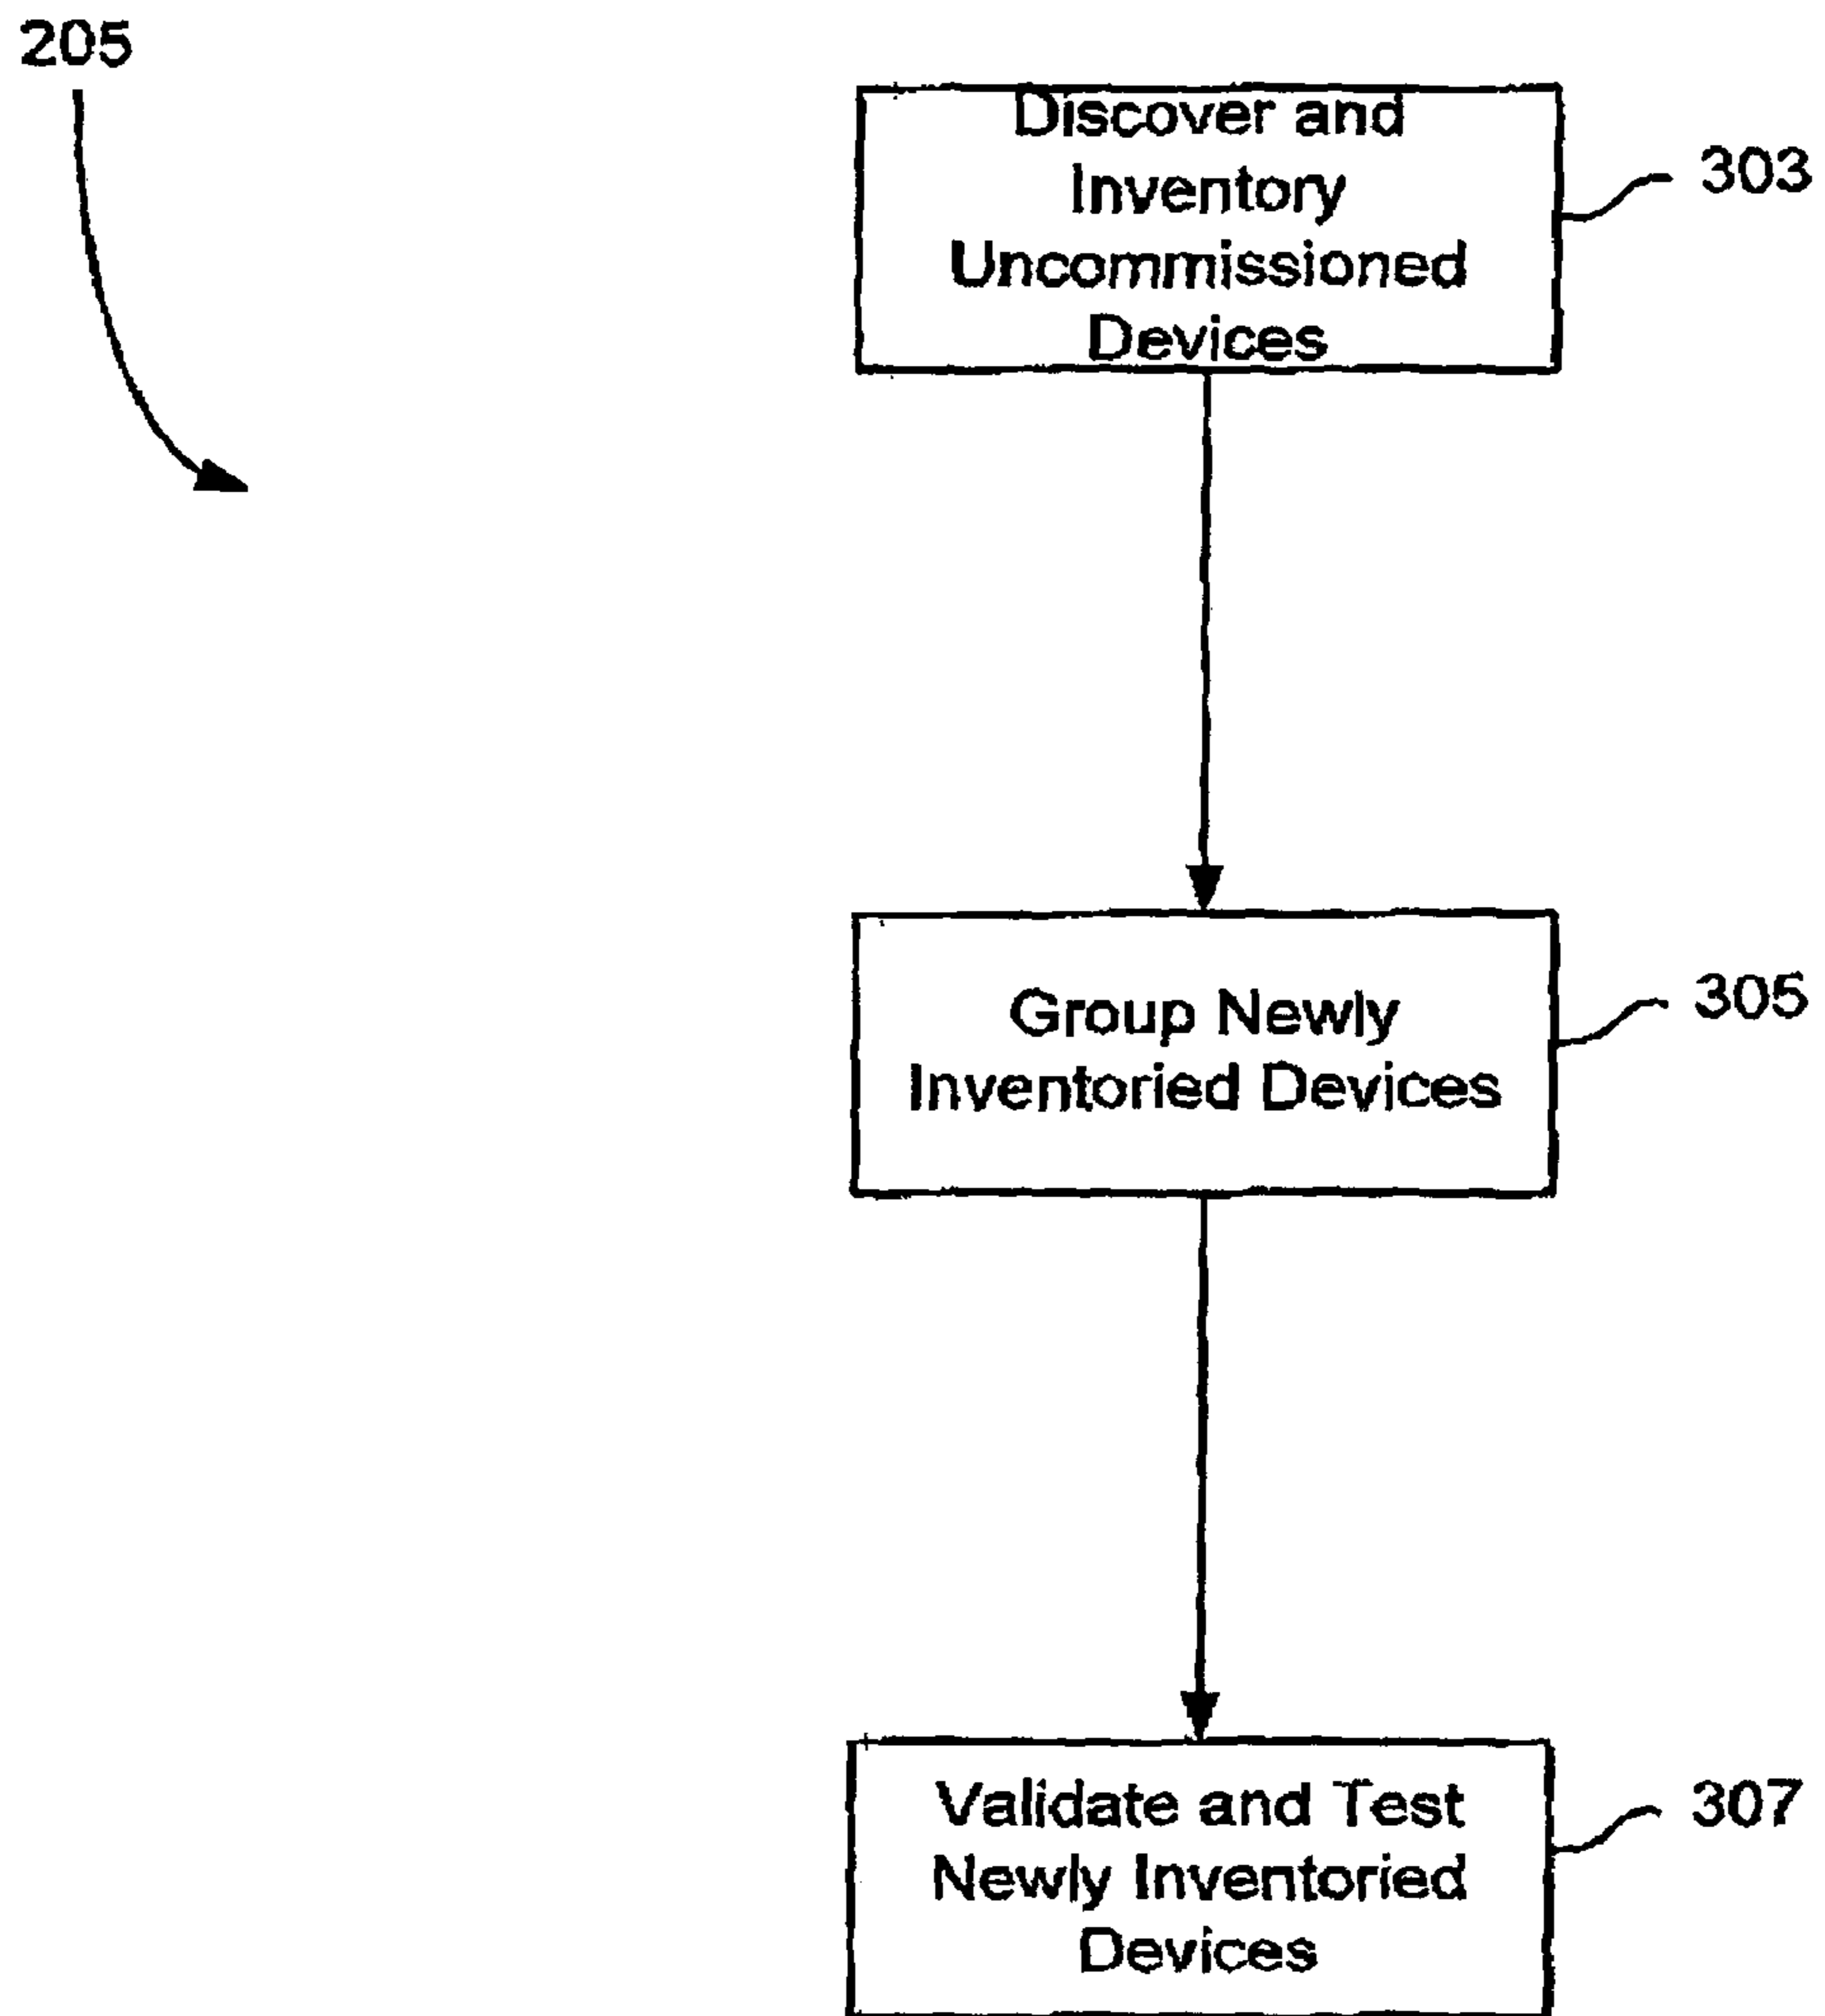 205
Discover and
Inventory
Uncommissioned
Devices
303
Group Newly
Inventoried Devices
305
Validate and Test
Newly Inventoried
Devices
307